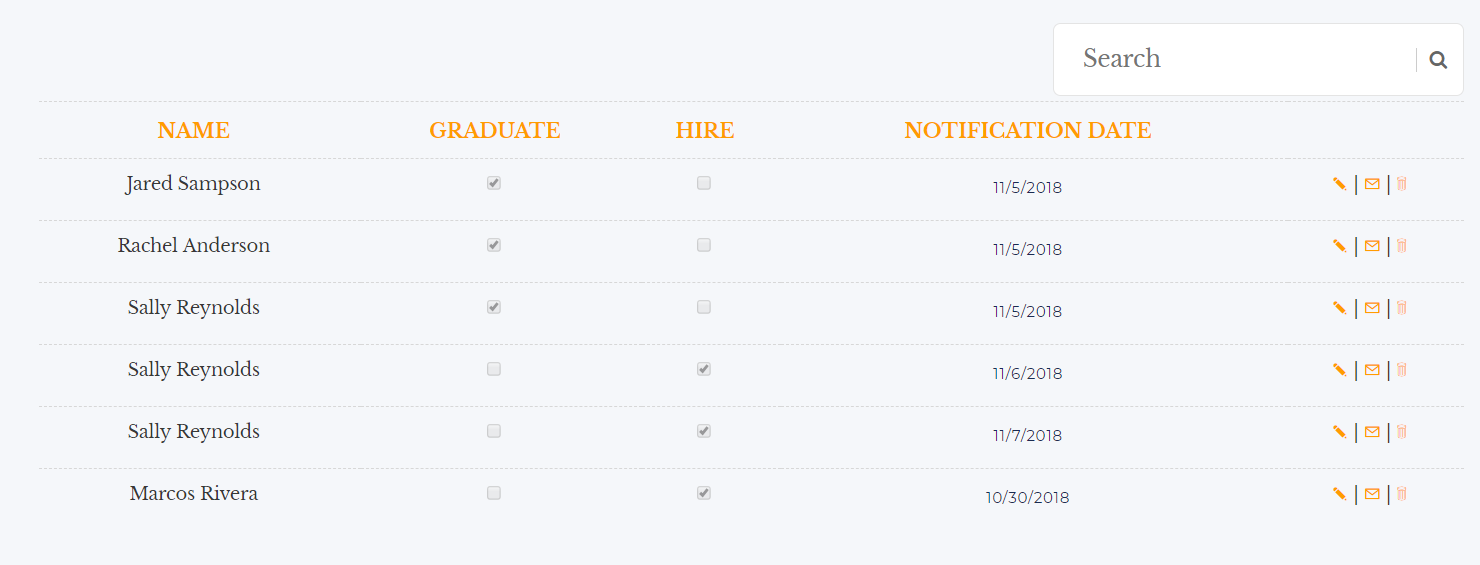 Search
NAME GRADUATE HIRE NOTIFICATION DATE
Jared Sampson 11/5/2018
Rachel Anderson 11/5/2018
Sally Reynolds 11/5/2018
Sally Reynolds 11/6/2018
Sally Reynolds 11/7/2018
Marcos Rivera 10/30/2018